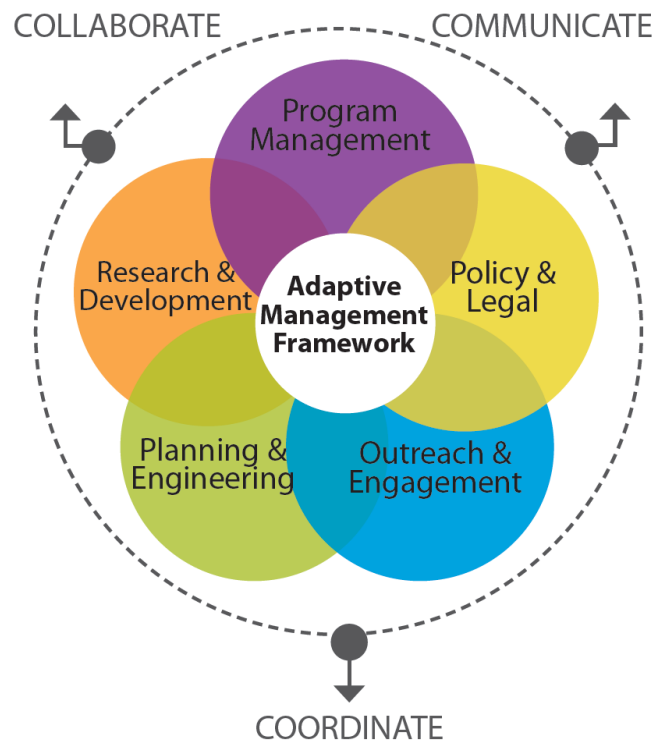 COLLABORATE
COMMUNICATE
Program
Management
Research &
Development
Adaptive
Management
Framework
Policy &
Legal
Planning &
Engineering
Outreach &
Engagement
COORDINATE